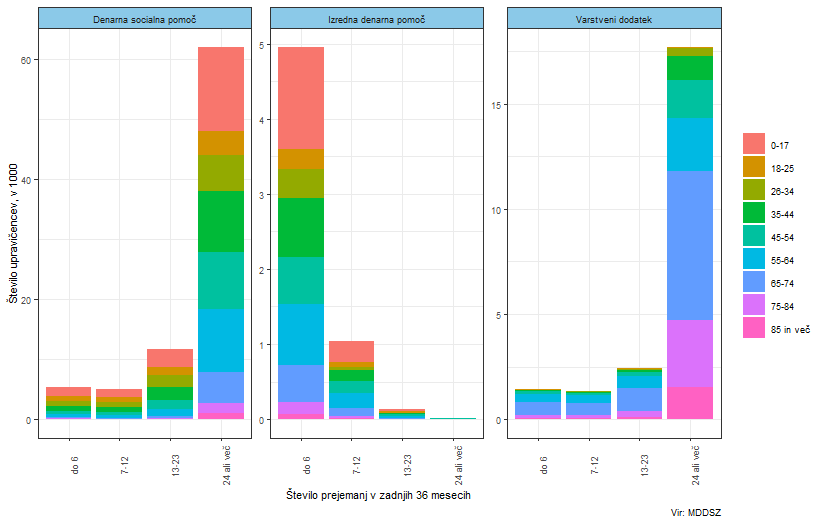 Denarna socialna pomoč
Izredna denarna pomoč
Varstveni dodatek
Število upravičencev, v 1000
60
40
20
0
5
4
3
2
1
0
15
10
5
0
do 6
7-12
13-23
24 ali več
do 6
7-12
13-23
24 ali več
do 6
7-12
13-23
24 ali več
Število prejemanj v zadnjih 36 mesecih
0-17
18-25
26-34
35-44
45-54
55-64
65-74
75-84
85 in več
Vir: MDDSZ